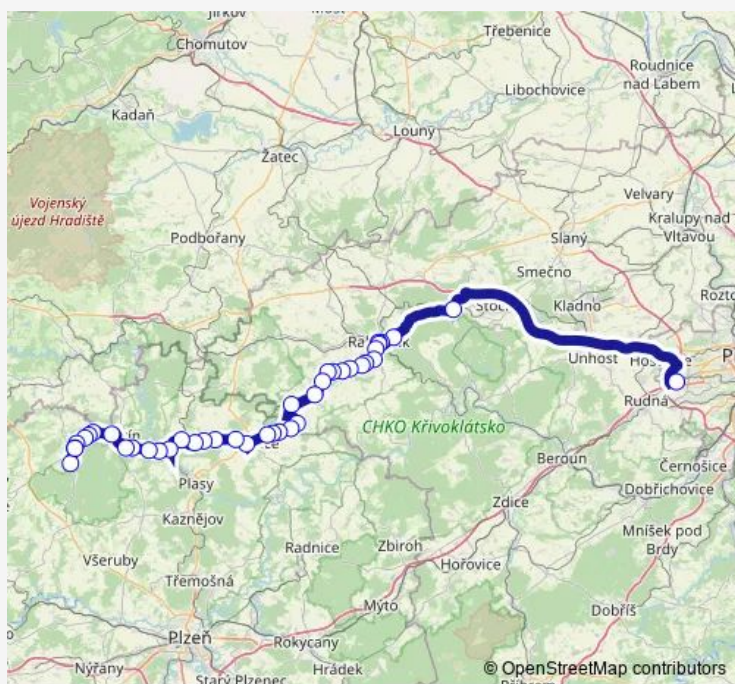 Jirkov
Most
Třebenice
Chomutov
Roudnice
nad Labem
Libochovice
Kadaň
Louny
Žatec
Vojenský
újezd Hradiště
Velvary
Podbořany
Slaný
Kralupy nad
Vltavou
Smečno
Kladno
Unhost
Rudná
CHKO Křivoklátsko
Beroun
Černošice
Plasy
Dobřichovice
Kaznějov
Zdice
Mníšek pod
Brdy
Radnice
Zbiroh
Hořovice
Všeruby
Třemošná
Mýto
Dobříš
Plzeň
Rokycany
Nýřany
Starý Plzenec
Hrádek
© OpenStreetMap contributors